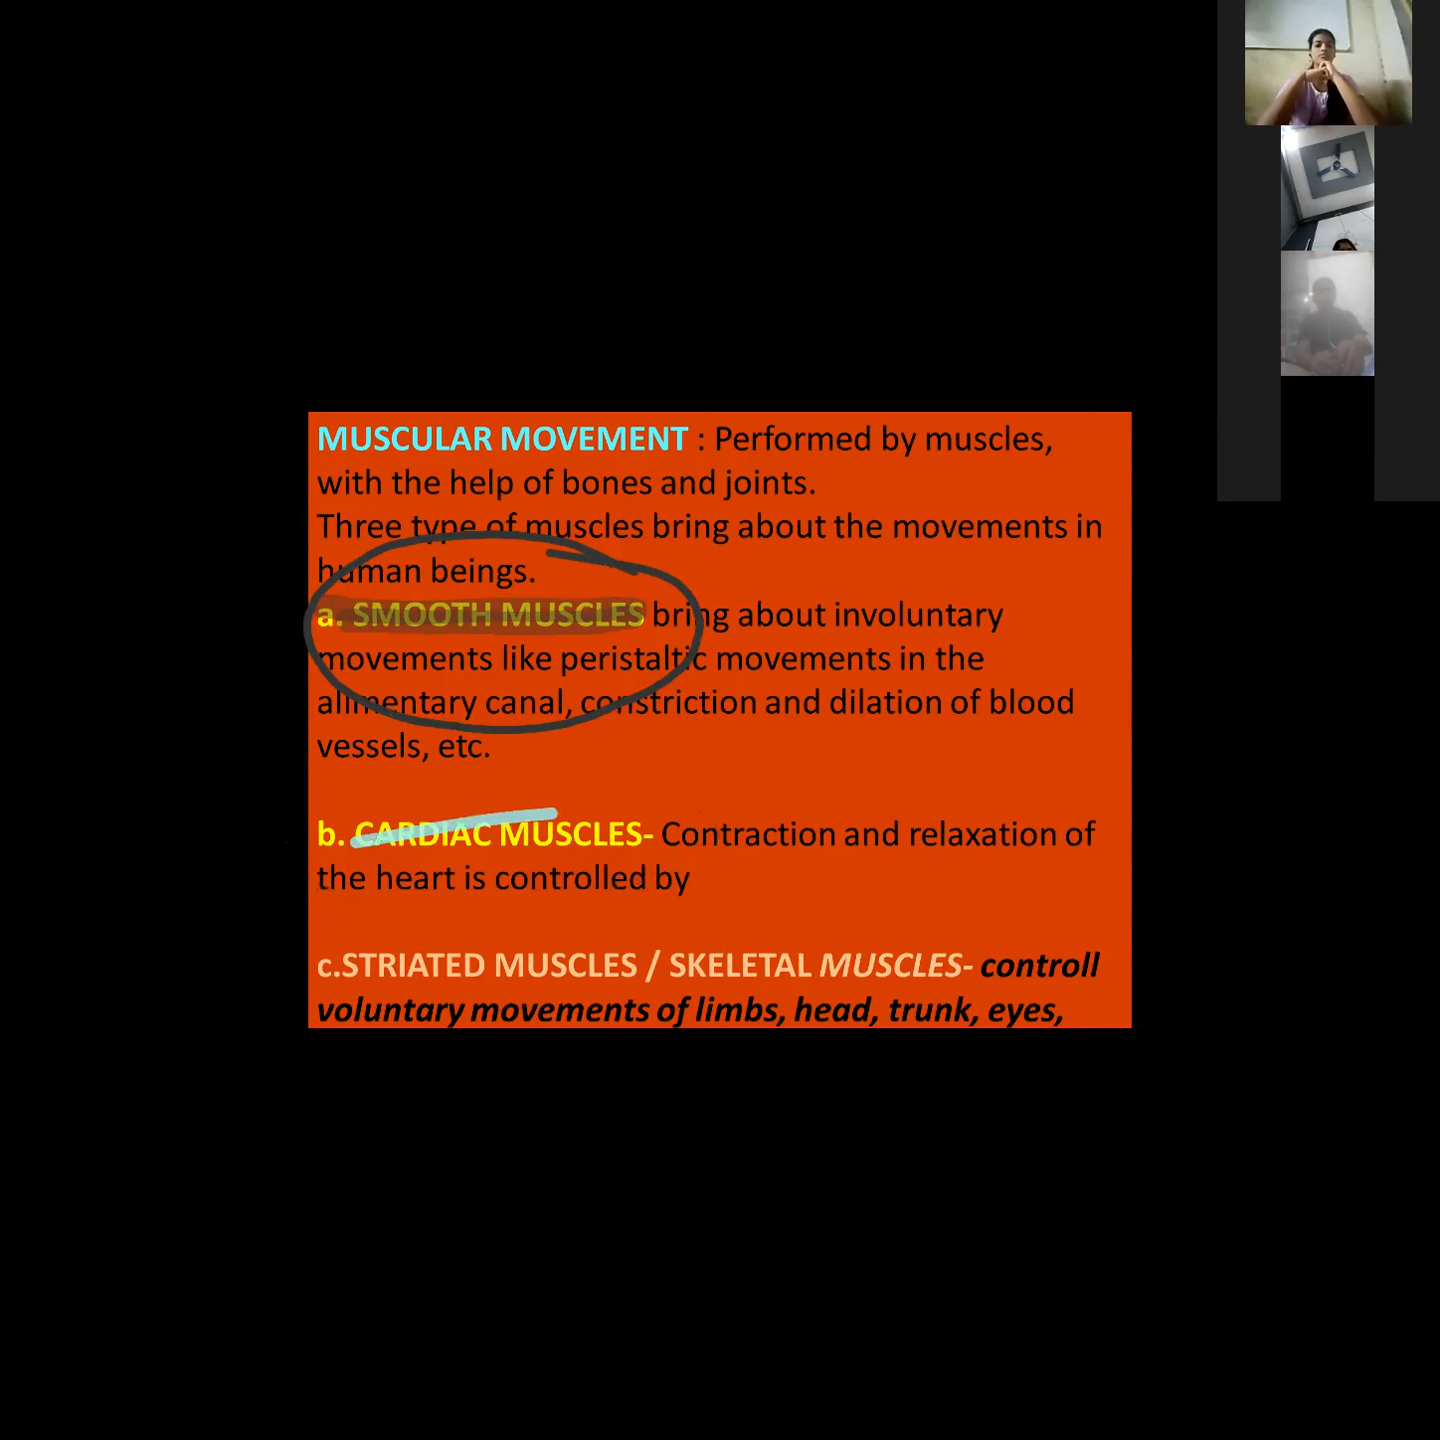 MUSCULAR MOVEMENT : Performed by muscles,
with the help of bones and joints.
Three type of muscles bring about the movements in
human beings.
a. SMOOTH MUSCLES bring about involuntary
movements like peristaltic movements in the
alimentary canal, constriction and dilation of blood
vessels, etc.
b. CARDIAC MUSCLES- Contraction and relaxation of
the heart is controlled by
c.STRIATED MUSCLES / SKELETAL MUSCLES- controll
voluntary movements of limbs, head, trunk, eyes,